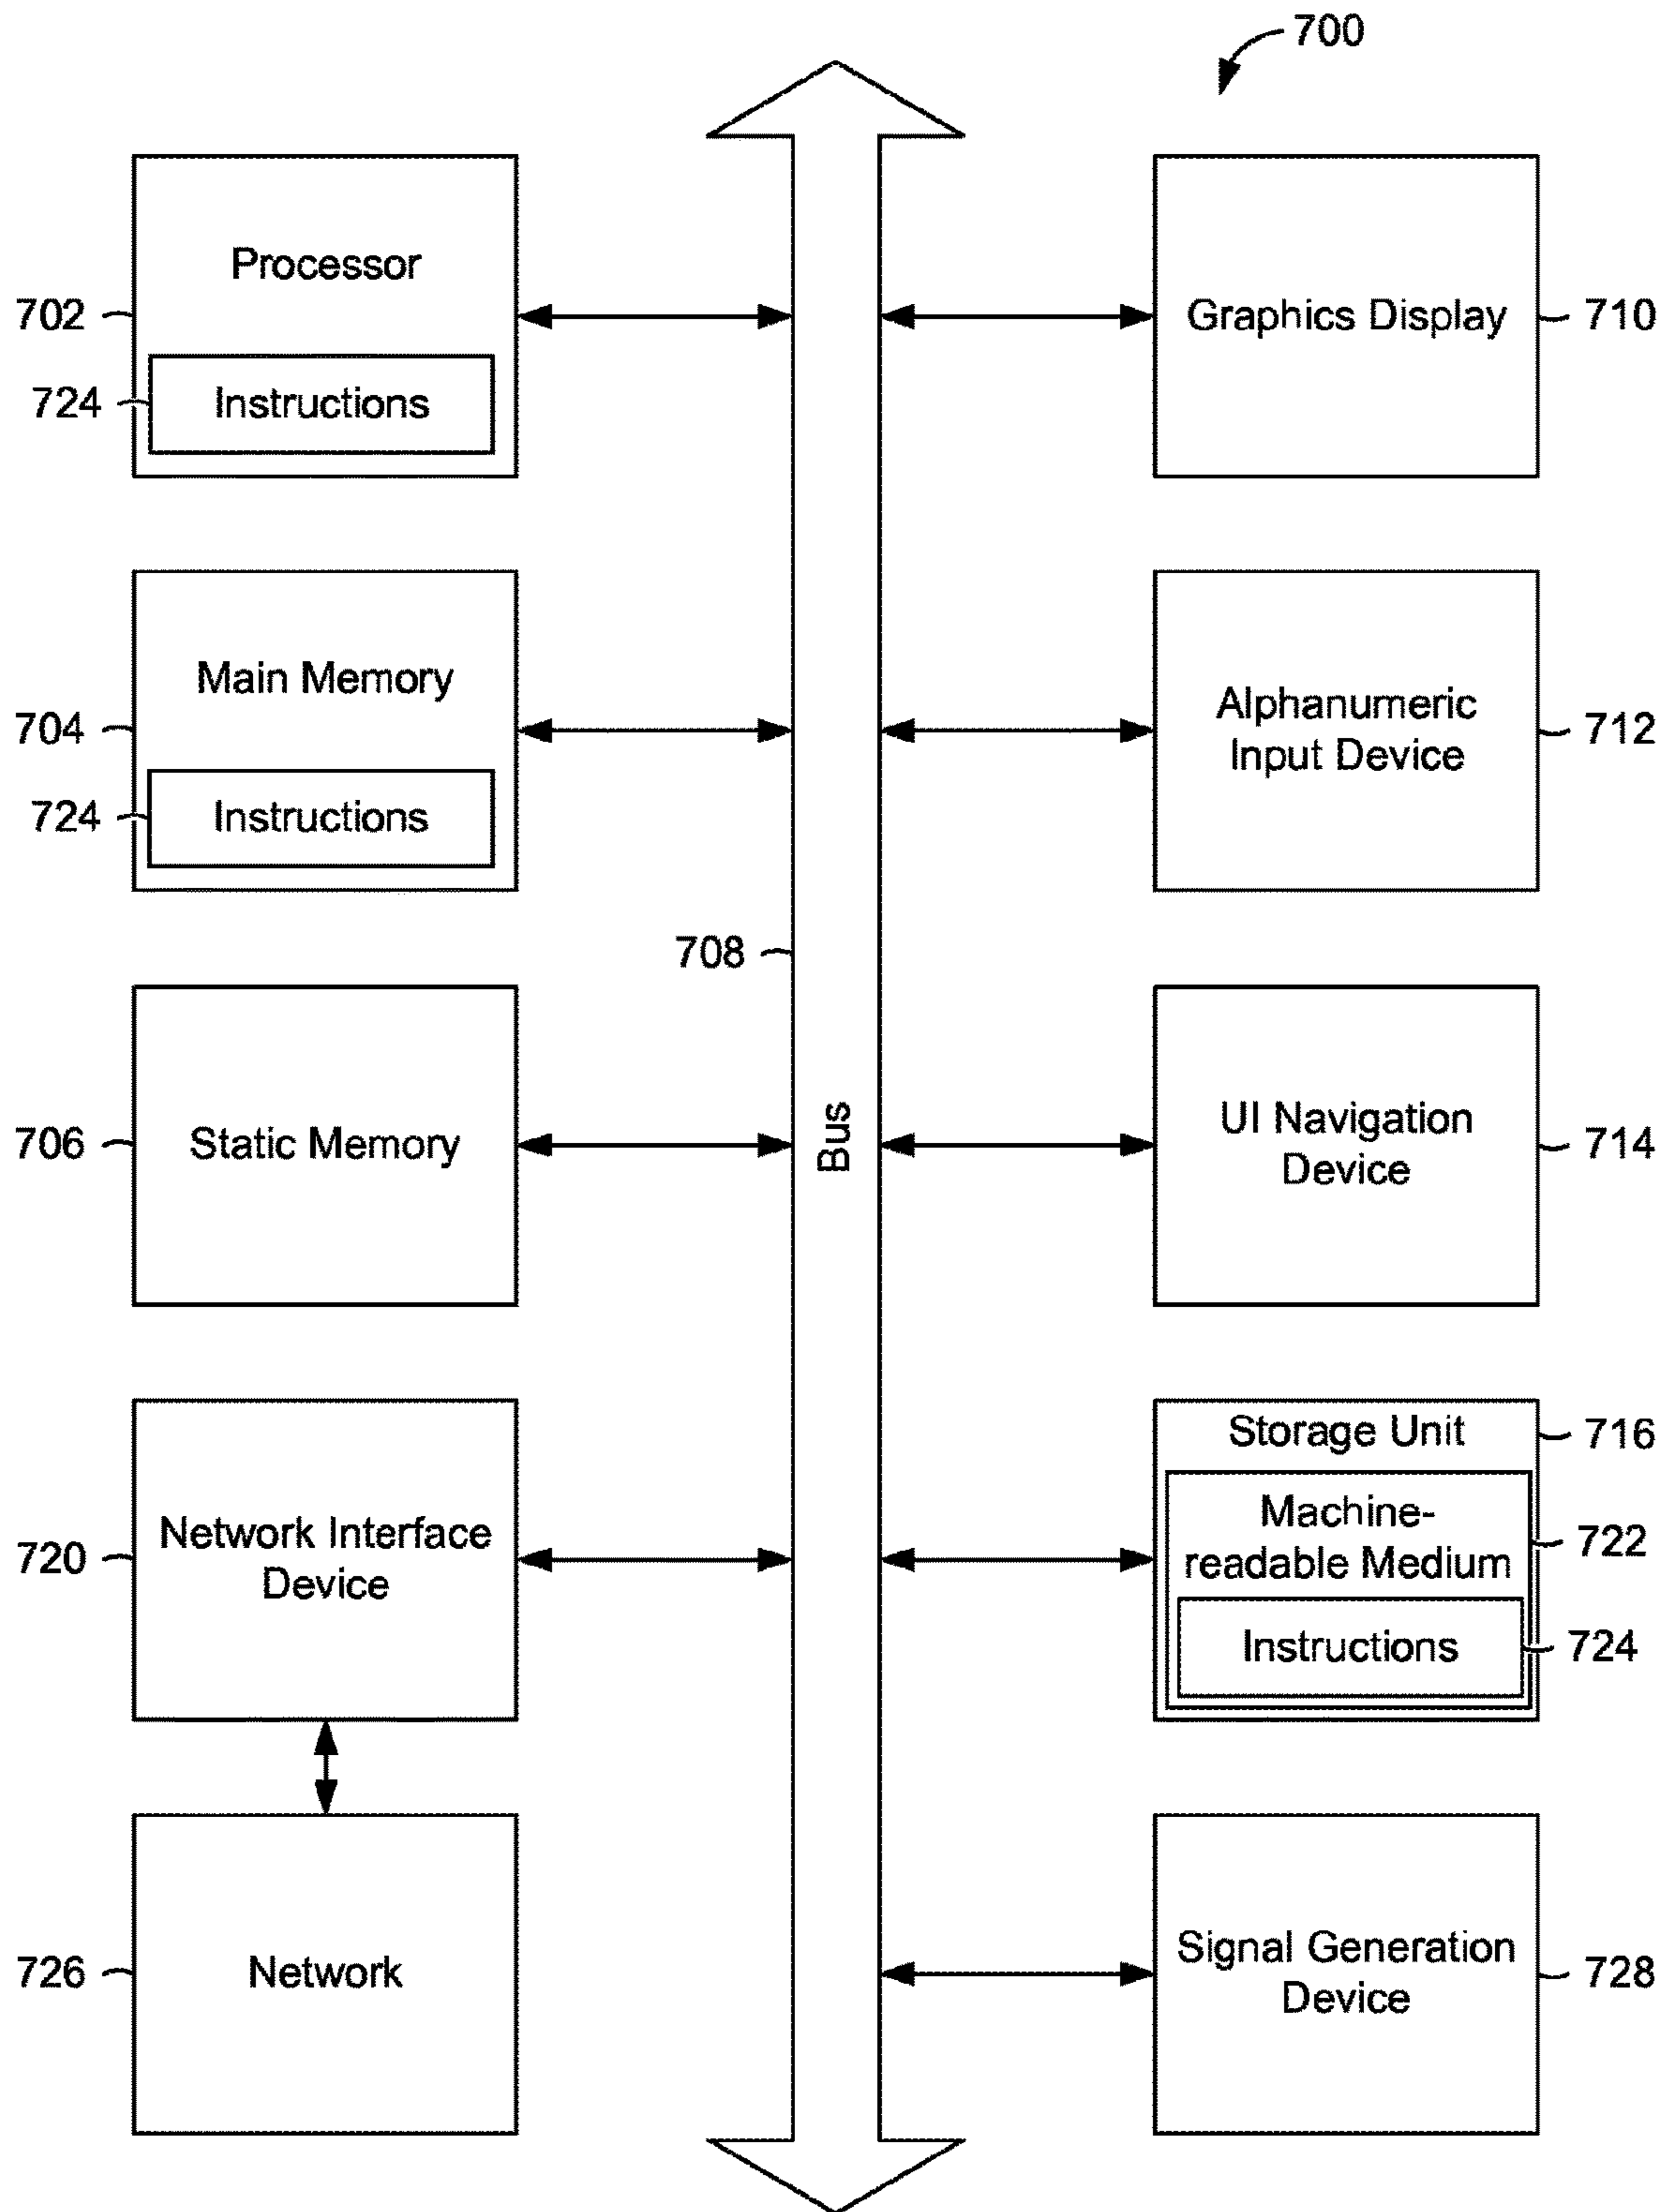 700
Processor
702
724
Instructions
Graphics Display
710
Main Memory
704
724
Instructions
Alphanumeric
Input Device
712
708
Bus
Static Memory
706
UI Navigation
Device
714
Network Interface
Device
720
Storage Unit
716
Machine-
readable Medium
722
Instructions
724
Network
726
Signal Generation
Device
728